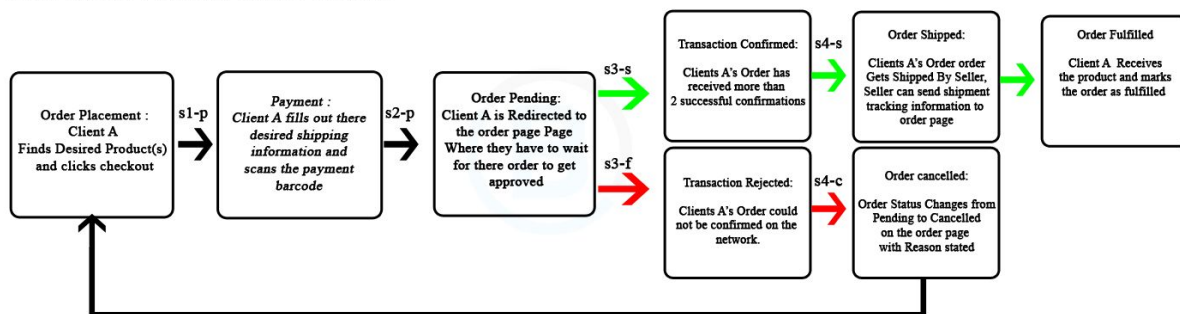 Order Placement :
Client A
Finds Desired Product(s)
and clicks checkout
s1-p
Payment :
Client A fills out there
desired shipping
information and
scans the payment
barcode
s2-p
Order Pending:
Client A is Redirected to
the order page Page
Where they have to wait
for there order to get
approved
s3-s
Transaction Confirmed:
Clients A's Order has
received more than
2 successful confirmations
s4-s
Order Shipped:
Clients A's Order order
Gets Shipped By Seller,
Seller can send shipment
tracking information to
order page
Order Fulfilled
Client A Receives
the product and marks
the order as fulfilled
s3-f
Transaction Rejected:
Clients A's Order could
not be confirmed on the
network.
s4-c
Order cancelled:
Order Status Changes from
Pending to Cancelled
on the order page
with Reason stated